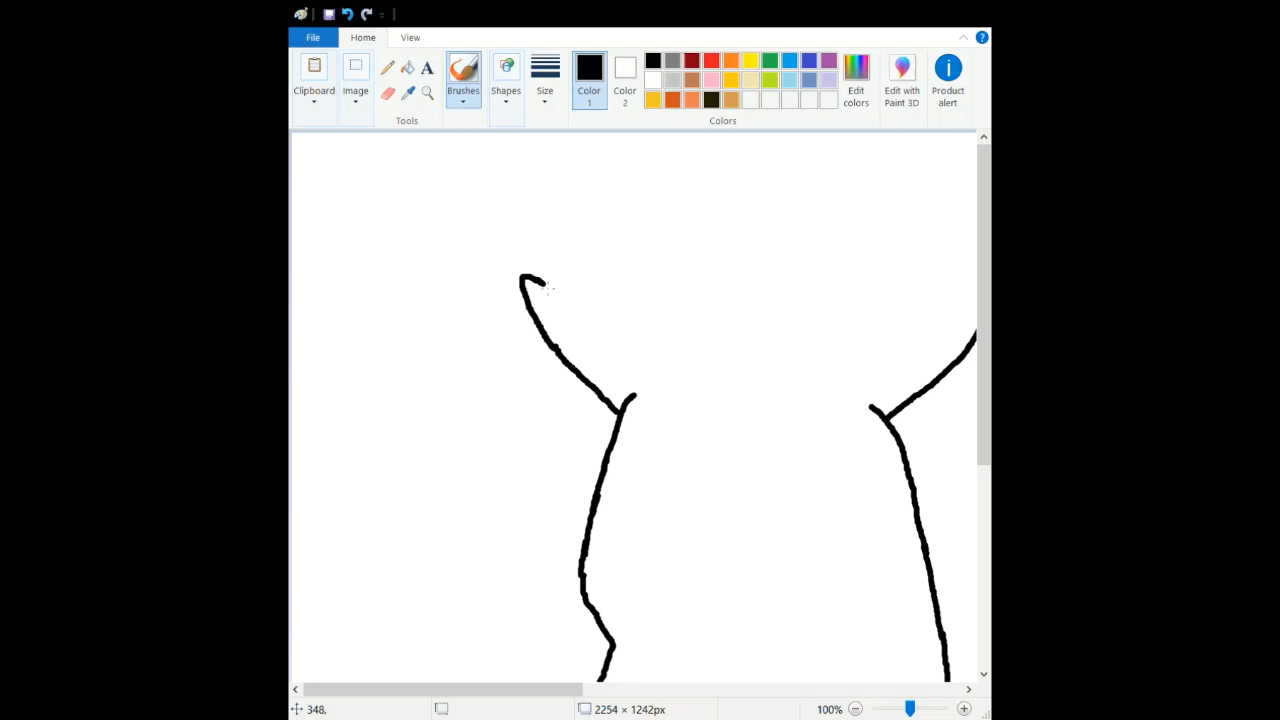 File Home View
Clipboard Image Tools Brushes Shapes Size Color 1 Color 2 Colors Edit colors Edit with Paint 3D Product alert
348, 2254 × 1242px 100%